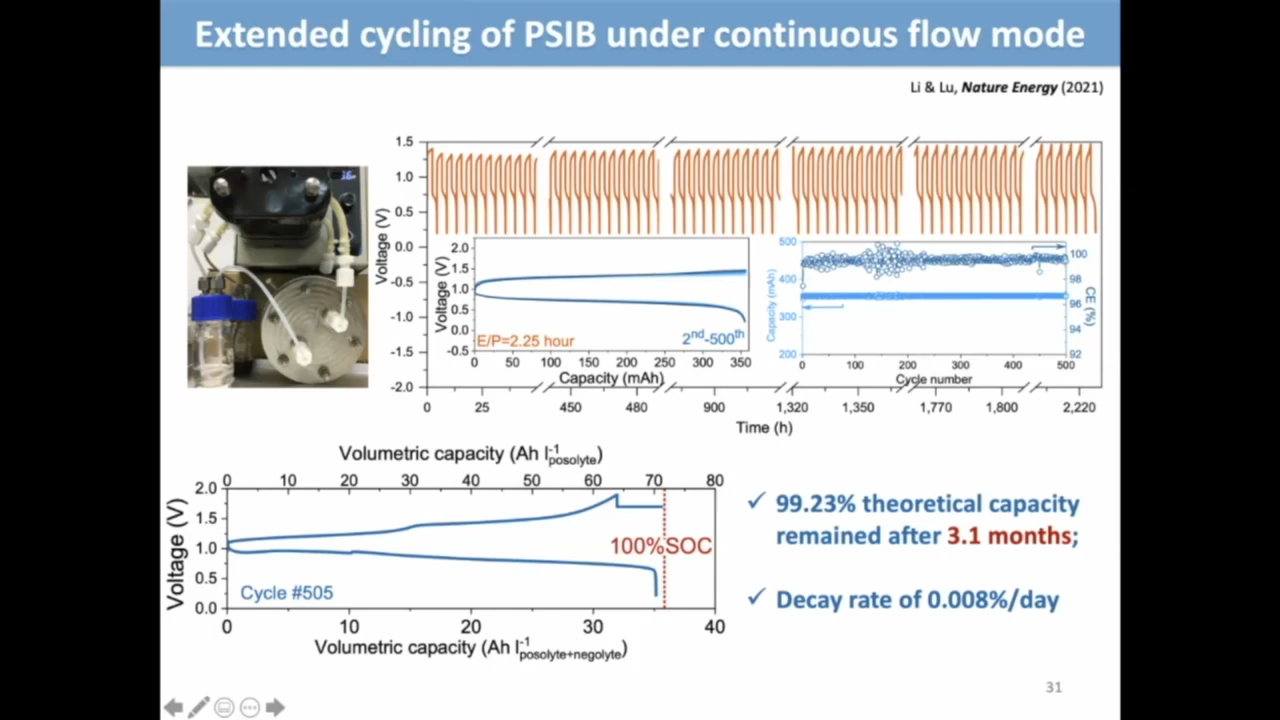 Extended cycling of PSIB under continuous flow mode
Li & Lu, Nature Energy (2021)
1.5
1.0
0.5
0.0
-0.5
-1.0
-1.5
-2.0
Voltage (V)
0 25 450 480 900 1,320 1,350 1,770 1,800 2,220
Time (h)
2.0
1.5
1.0
0.5
0.0
-0.5
Voltage (V)
E/P=2.25 hour
2nd-500th
0 50 100 150 200 250 300 350
Capacity (mAh)
500
400
300
200
Capacity (mAh)
100
98
96
94
92
CE (%)
0 100 200 300 400 500
Cycle number
Volumetric capacity (Ah l-1posolyte)
0 10 20 30 40 50 60 70 80
2.0
1.5
1.0
0.5
0.0
Voltage (V)
100%SOC
Cycle #505
0 10 20 30 40
Volumetric capacity (Ah l-1posolyte+negolyte)
✓ 99.23% theoretical capacity
remained after 3.1 months;
✓ Decay rate of 0.008%/day
31